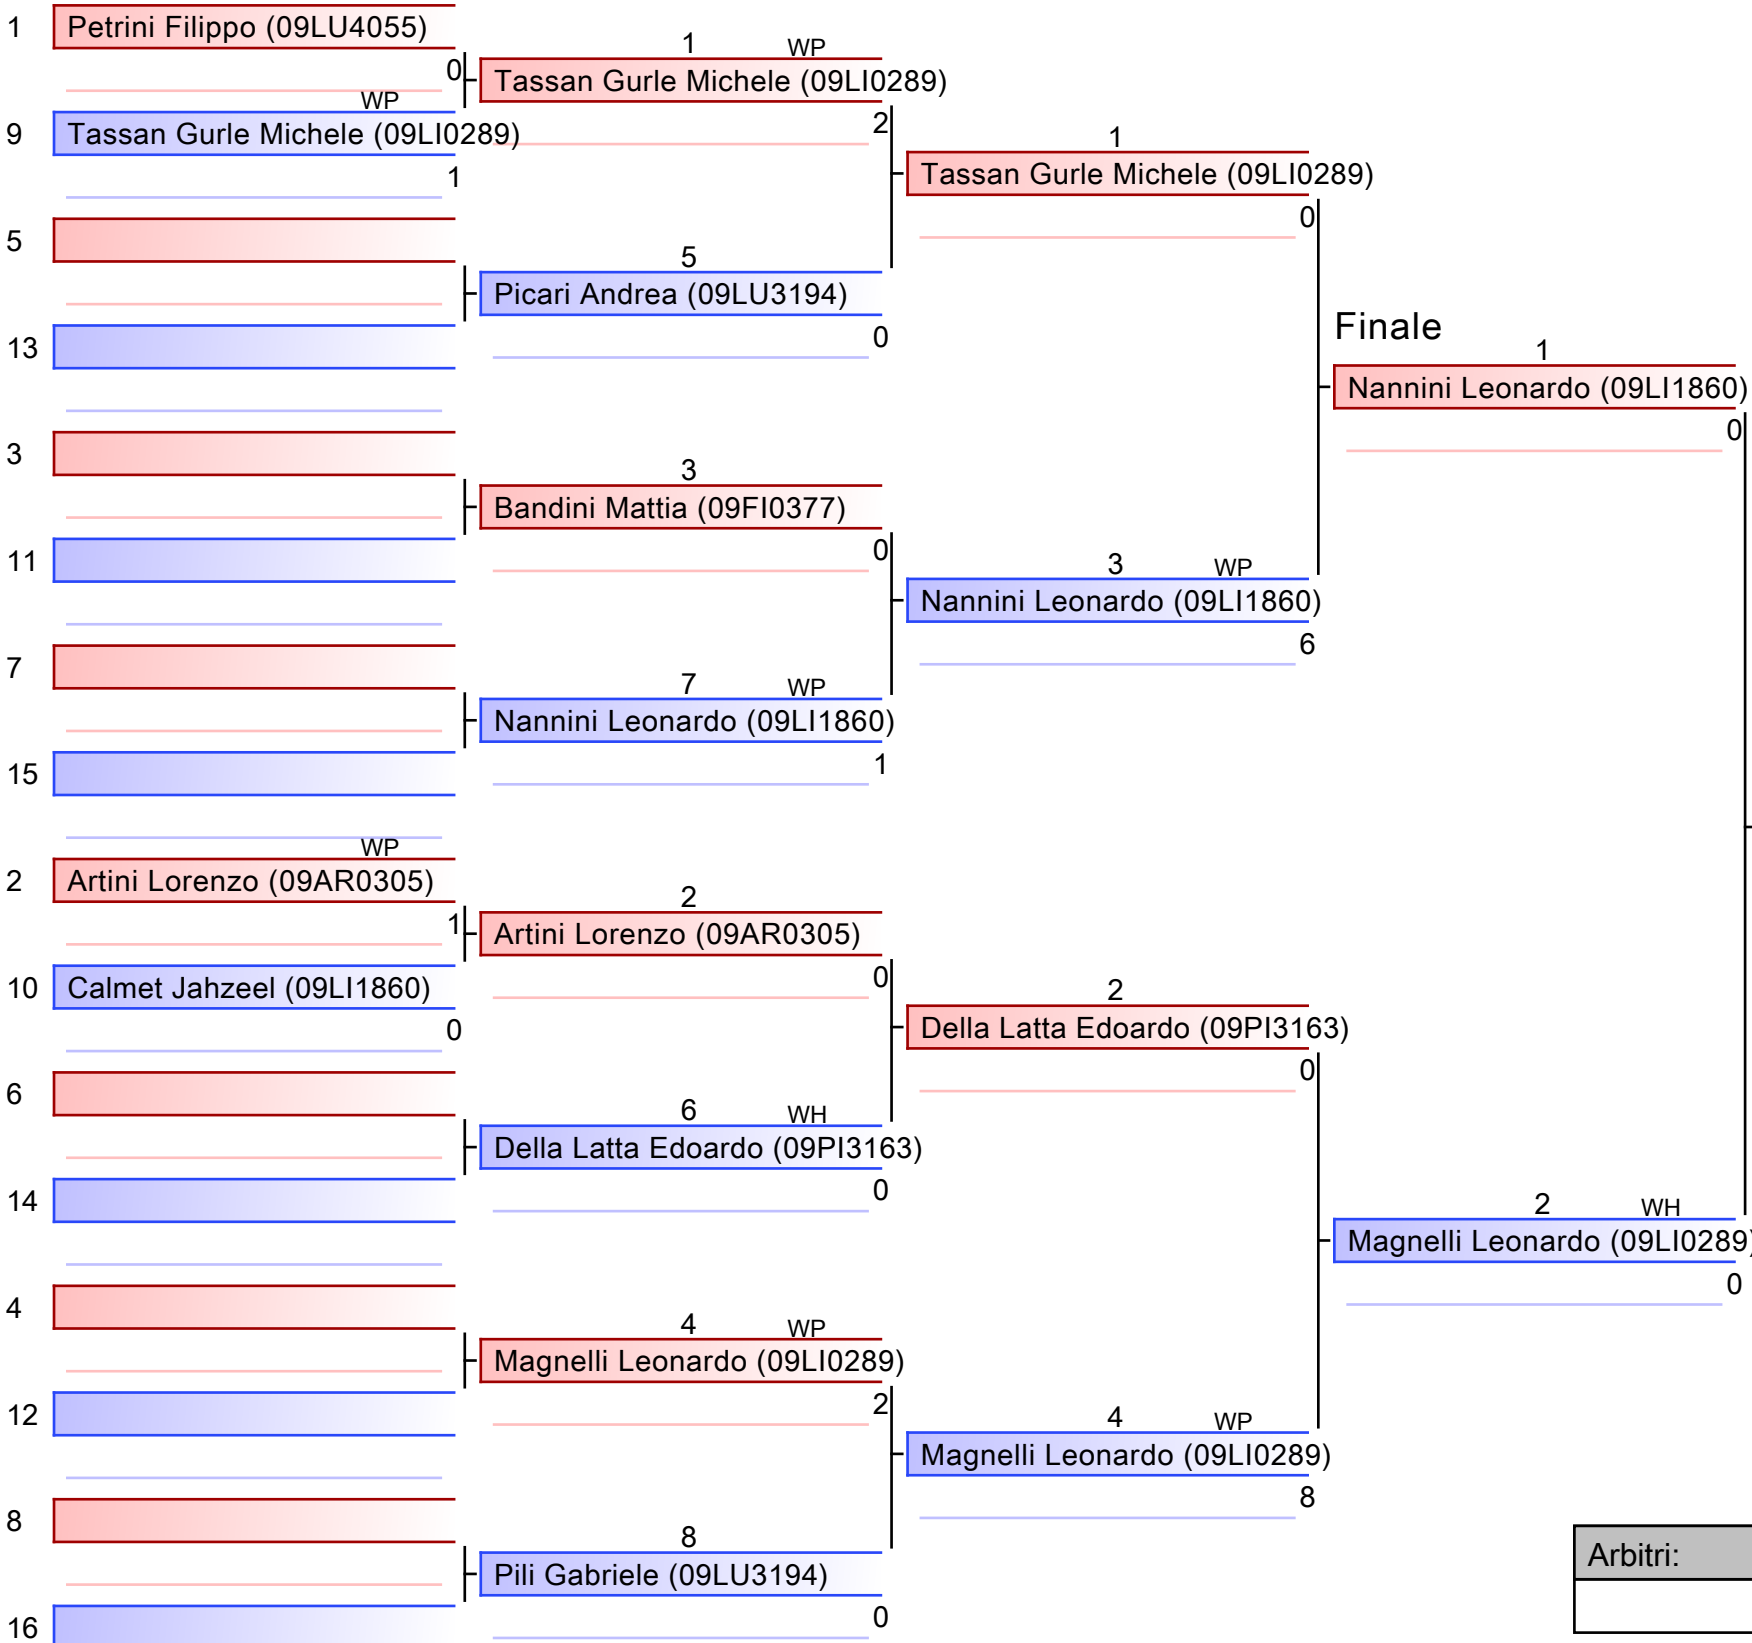 1 Petrini Filippo (09LU4055)
0
1 WP
Tassan Gurle Michele (09LI0289)
WP
9 Tassan Gurle Michele (09LI0289)
1
2
1
Tassan Gurle Michele (09LI0289)
0
5
5
Picari Andrea (09LU3194)
0
13
Finale
1
Nannini Leonardo (09LI1860)
0
3
3
Bandini Mattia (09FI0377)
0
11
3 WP
Nannini Leonardo (09LI1860)
6
7
7 WP
Nannini Leonardo (09LI1860)
1
15
WP
2 Artini Lorenzo (09AR0305)
1
2
Artini Lorenzo (09AR0305)
0
10 Calmet Jahzeel (09LI1860)
0
2
Della Latta Edoardo (09PI3163)
0
6
6 WH
Della Latta Edoardo (09PI3163)
0
14
2 WH
Magnelli Leonardo (09LI0289)
0
4
4 WP
Magnelli Leonardo (09LI0289)
2
12
4 WP
Magnelli Leonardo (09LI0289)
8
8
8
Pili Gabriele (09LU3194)
0
16
Arbitri: